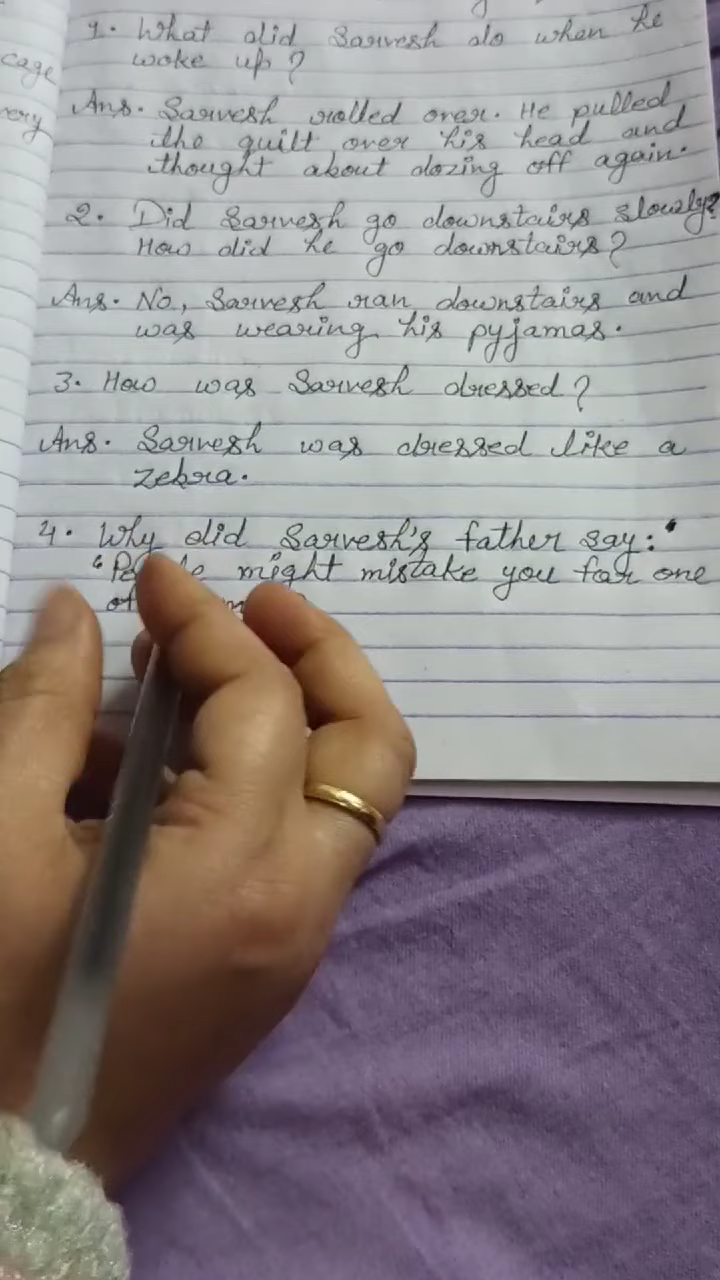 cage
very
1. What did Sarvesh do when he
woke up?
Ans. Sarvesh rolled over. He pulled
the quilt over his head and
thought about dozing off again.
2. Did Sarvesh go downstairs slowly?
How did he go downstairs?
Ans. No, Sarvesh ran downstairs and
was wearing his pyjamas.
3. How was Sarvesh dressed?
Ans. Sarvesh was dressed like a
zebra.
4. Why did Sarvesh's father say:
might mistake you for one
of